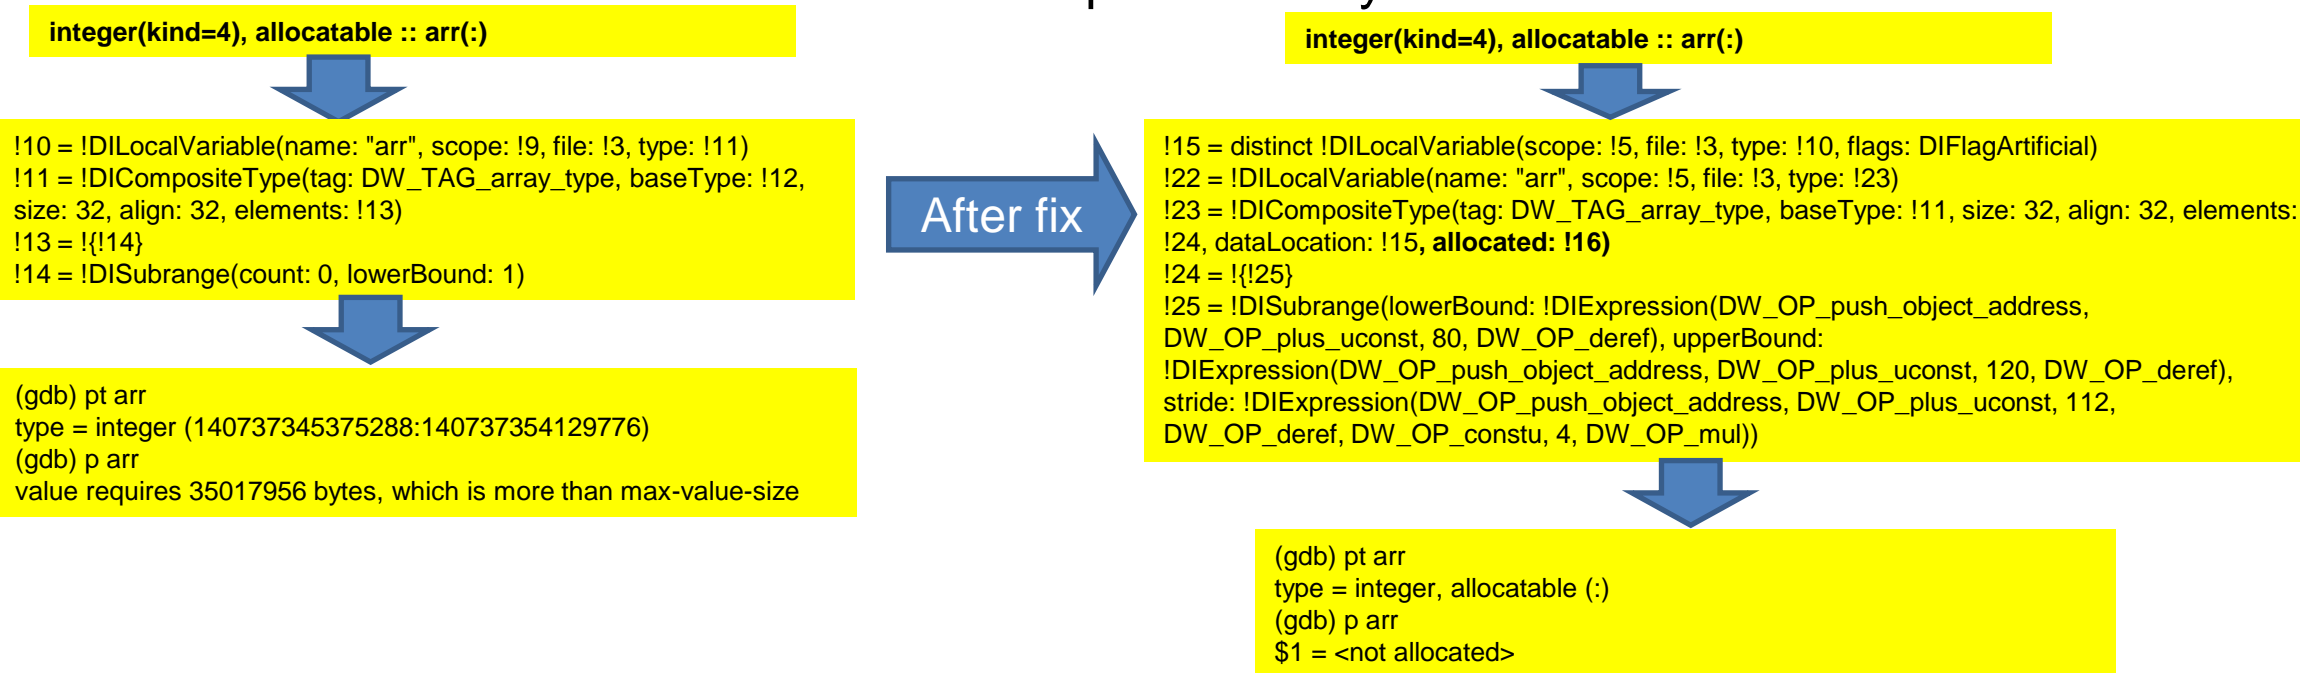 integer(kind=4), allocatable :: arr(:)
!10 = !DILocalVariable(name: "arr", scope: !9, file: !3, type: !11)
!11 = !DICompositeType(tag: DW_TAG_array_type, baseType: !12,
size: 32, align: 32, elements: !13)
!13 = !{!14}
!14 = !DISubrange(count: 0, lowerBound: 1)
(gdb) pt arr
type = integer (140737345375288:140737354129776)
(gdb) p arr
value requires 35017956 bytes, which is more than max-value-size
After fix
integer(kind=4), allocatable :: arr(:)
!15 = distinct !DILocalVariable(scope: !5, file: !3, type: !10, flags: DIFlagArtificial)
!22 = !DILocalVariable(name: "arr", scope: !5, file: !3, type: !23)
!23 = !DICompositeType(tag: DW_TAG_array_type, baseType: !11, size: 32, align: 32, elements:
!24, dataLocation: !15, allocated: !16)
!24 = !{!25}
!25 = !DISubrange(lowerBound: !DIExpression(DW_OP_push_object_address,
DW_OP_plus_uconst, 80, DW_OP_deref), upperBound:
!DIExpression(DW_OP_push_object_address, DW_OP_plus_uconst, 120, DW_OP_deref),
stride: !DIExpression(DW_OP_push_object_address, DW_OP_plus_uconst, 112,
DW_OP_deref, DW_OP_constu, 4, DW_OP_mul))
(gdb) pt arr
type = integer, allocatable (:)
(gdb) p arr
$1 = <not allocated>